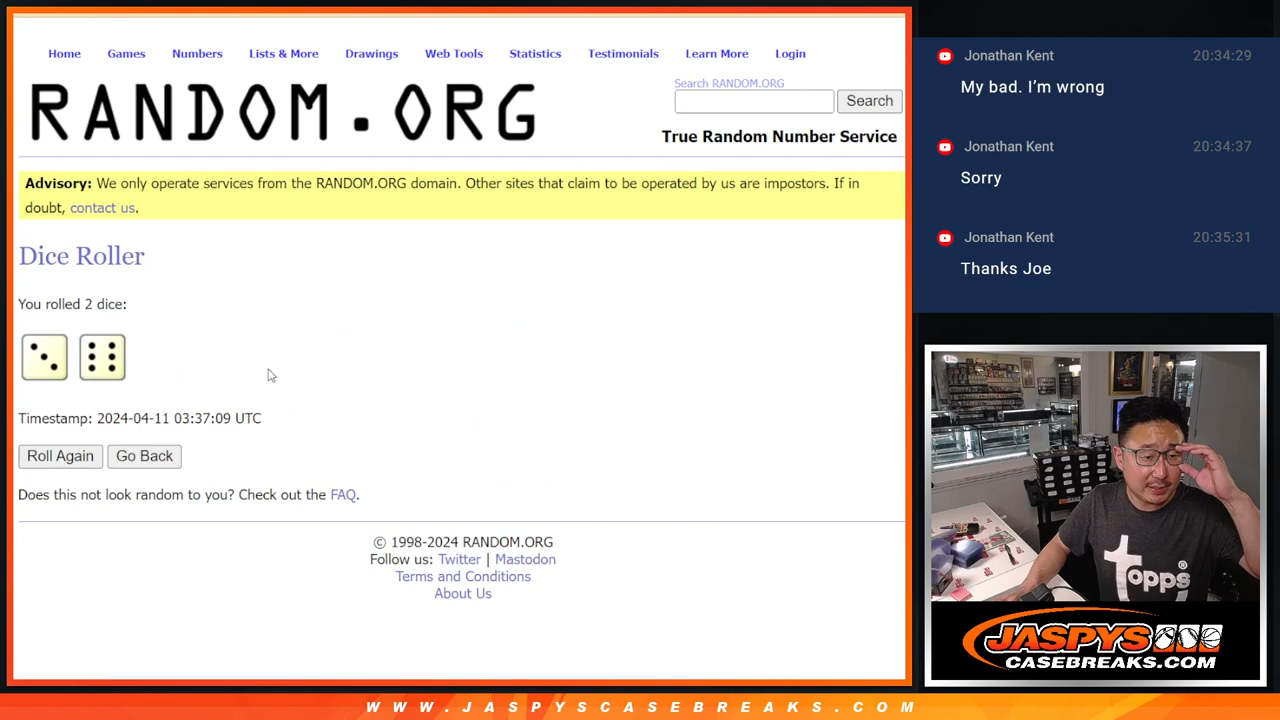 Home Games Numbers Lists & More Drawings Web Tools Statistics Testimonials Learn More Login
RANDOM.ORG
Search RANDOM.ORG
Search
True Random Number Service
Advisory: We only operate services from the RANDOM.ORG domain. Other sites that claim to be operated by us are impostors. If in
doubt, contact us.
Dice Roller
You rolled 2 dice:
Timestamp: 2024-04-11 03:37:09 UTC
Roll Again Go Back
Does this not look random to you? Check out the FAQ.
© 1998-2024 RANDOM.ORG
Follow us: Twitter | Mastodon
Terms and Conditions
About Us
Jonathan Kent 20:34:29
My bad. I’m wrong
Jonathan Kent 20:34:37
Sorry
Jonathan Kent 20:35:31
Thanks Joe
topps®
JASPYS
CASEBREAKS.COM
WWW.JASPYSCASEBREAKS.COM